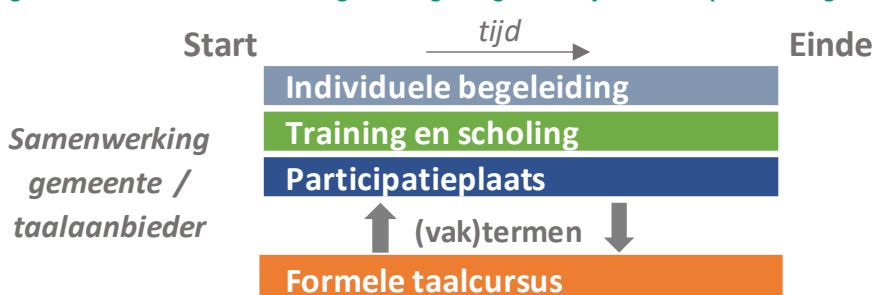 tijd
Start
Einde
Individuele begeleiding
Training en scholing
Participatieplaats
Samenwerking
gemeente /
taalaanbieder
(vak)termen
Formele taalcursus